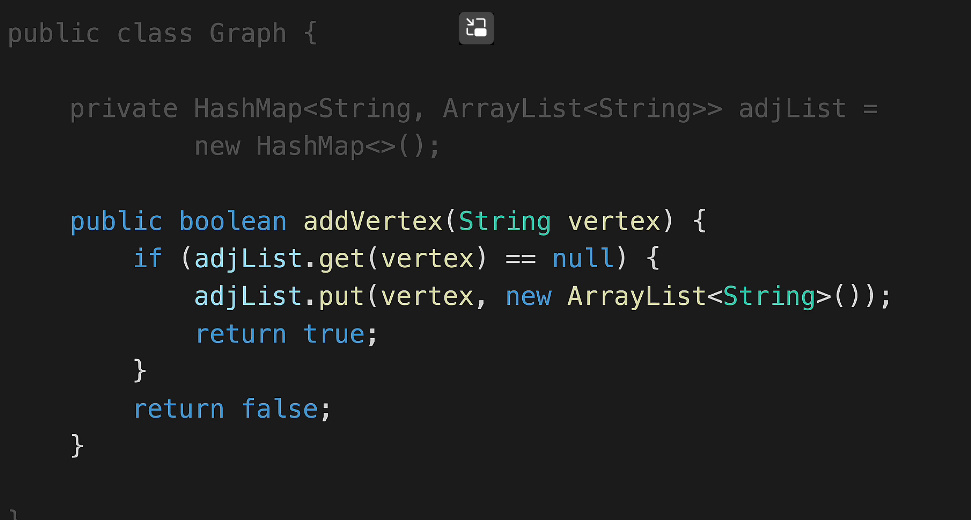 public class Graph {
private HashMap<String, ArrayList<String>> adjList =
new HashMap<>();
public boolean addVertex(String vertex) {
if (adjList.get(vertex) == null) {
adjList.put(vertex, new ArrayList<String>());
return true;
}
return false;
}
}